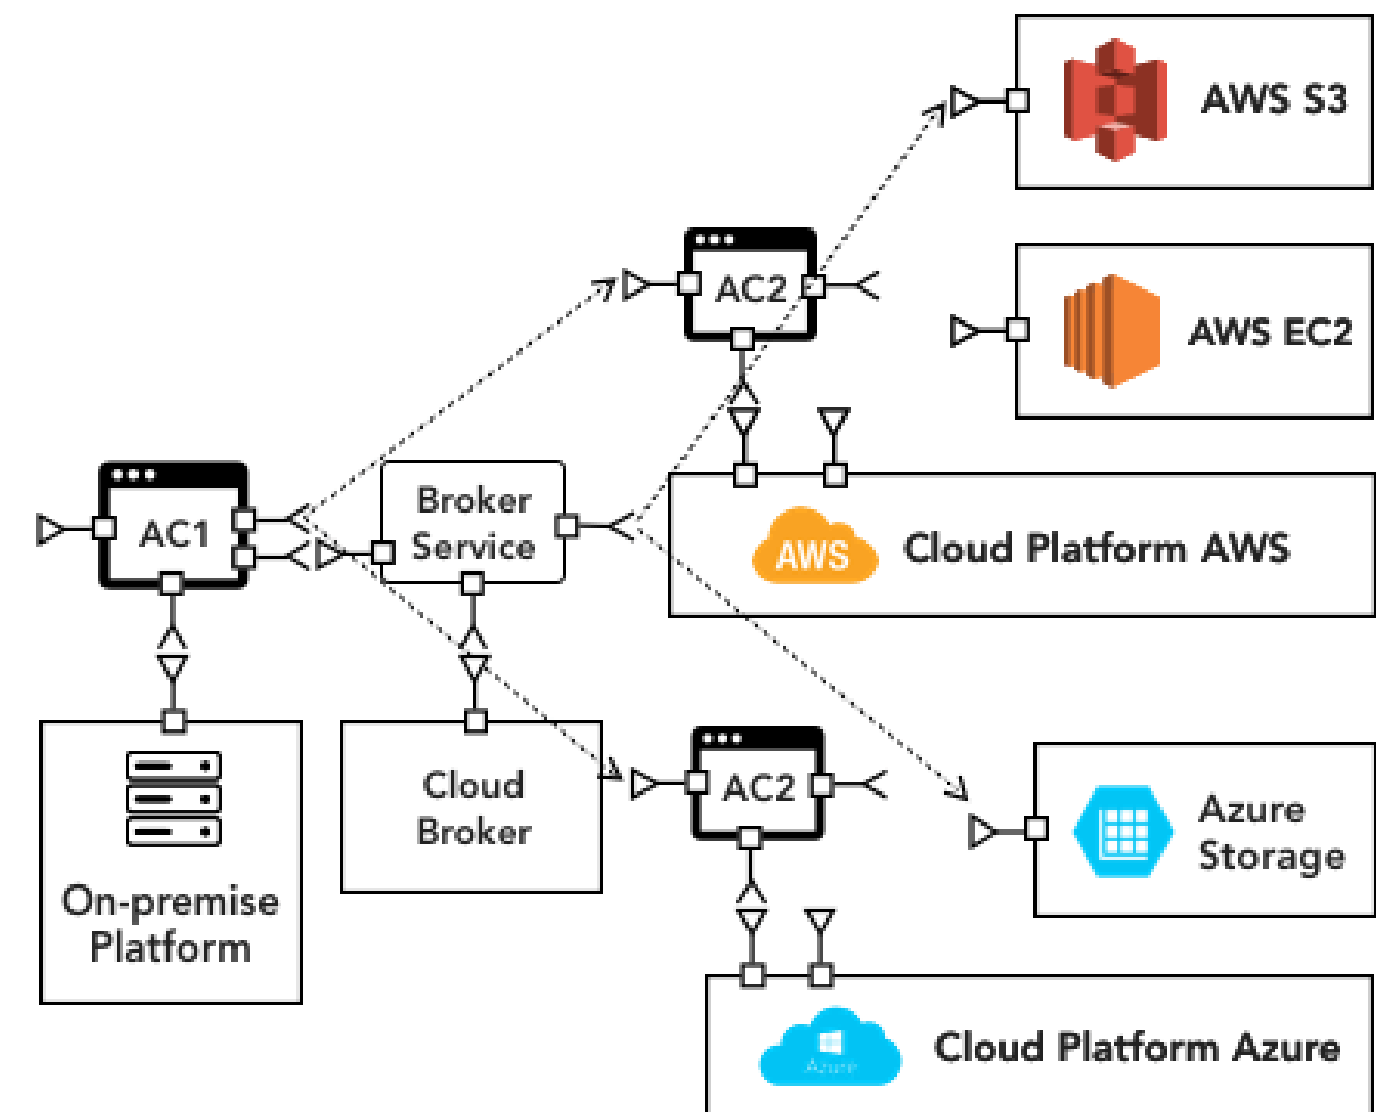 AWS S3
AC2
AWS EC2
AC1
Broker
Service
AWS
Cloud Platform AWS
Cloud
Broker
AC2
Azure
Storage
On-premise
Platform
Azure
Cloud Platform Azure